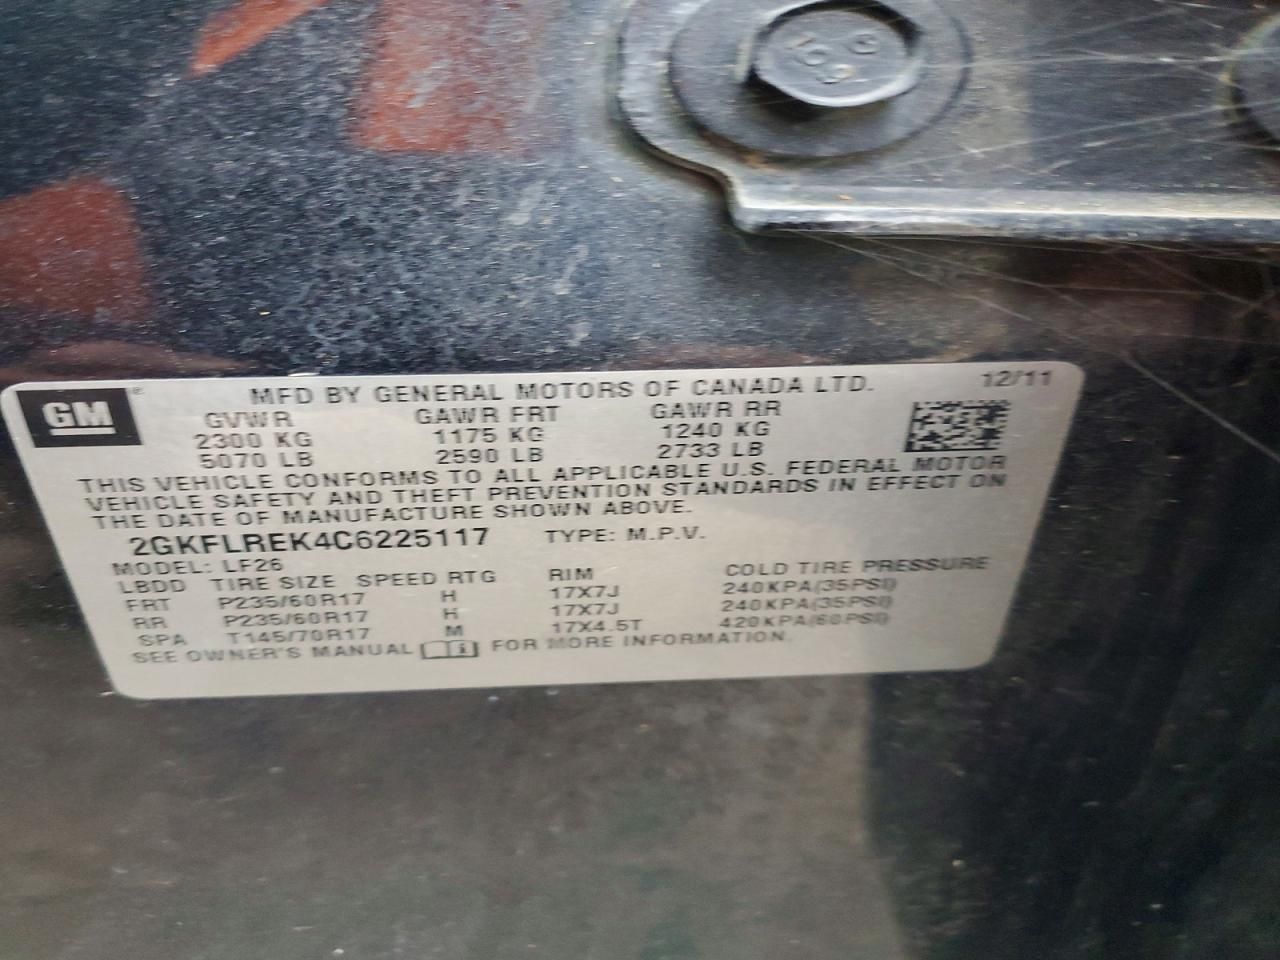 10.9
GM ® MFD BY GENERAL MOTORS OF CANADA LTD. 12/11
GVWR GAWR FRT GAWR RR
2300 KG 1175 KG 1240 KG
5070 LB 2590 LB 2733 LB
THIS VEHICLE CONFORMS TO ALL APPLICABLE U.S. FEDERAL MOTOR
VEHICLE SAFETY AND THEFT PREVENTION STANDARDS IN EFFECT ON
THE DATE OF MANUFACTURE SHOWN ABOVE.
2GKFLREK4C6225117 TYPE: M.P.V.
MODEL: LF26
LBDD TIRE SIZE SPEED RTG RIM COLD TIRE PRESSURE
FRT P235/60R17 H 17X7J 240KPA(35PSI)
RR P235/60R17 H 17X7J 240KPA(35PSI)
SPA T145/70R17 M 17X4.5T 420KPA(60PSI)
SEE OWNER'S MANUAL FOR MORE INFORMATION.